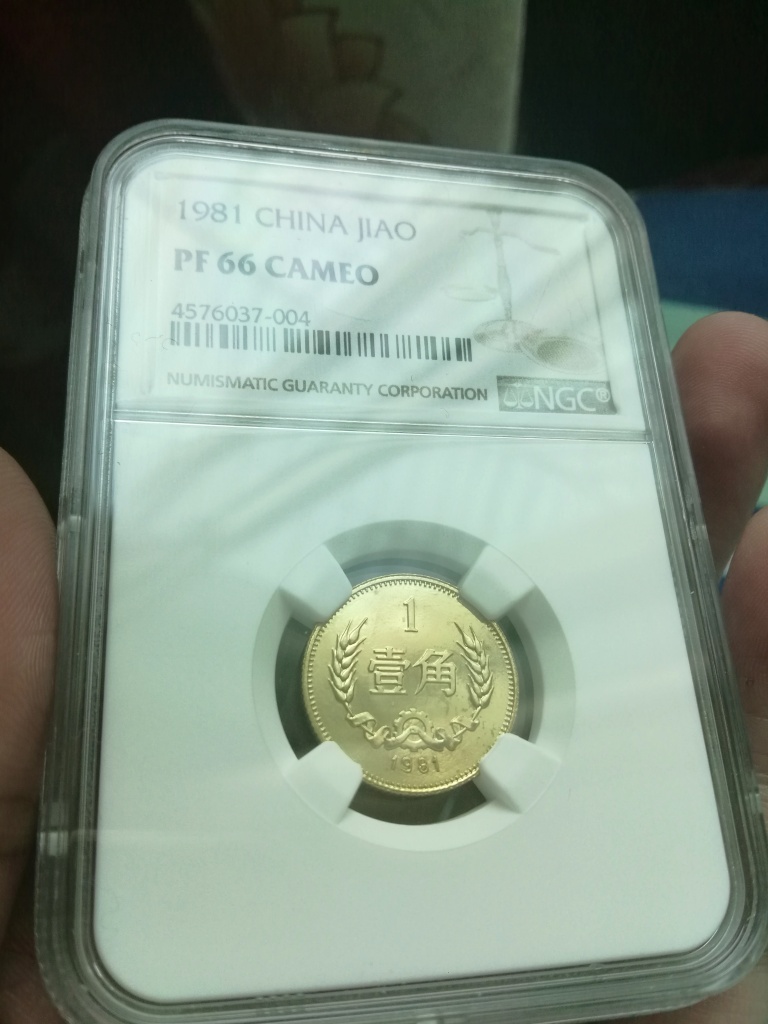 1981 CHINA JIAO
PF 66 CAMEO
4576037-004
NUMISMATIC GUARANTY CORPORATION NGC®
1
壹角
1981